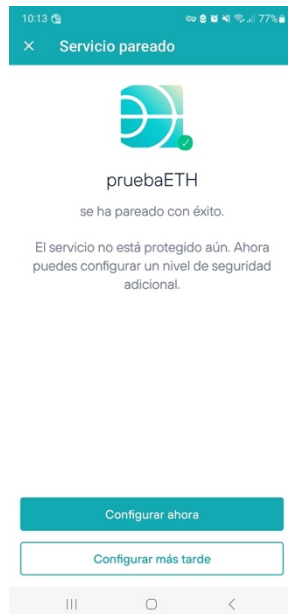 10:13 77%
× Servicio pareado
pruebaETH
se ha pareado con éxito.
El servicio no está protegido aún. Ahora
puedes configurar un nivel de seguridad
adicional.
Configurar ahora
Configurar más tarde